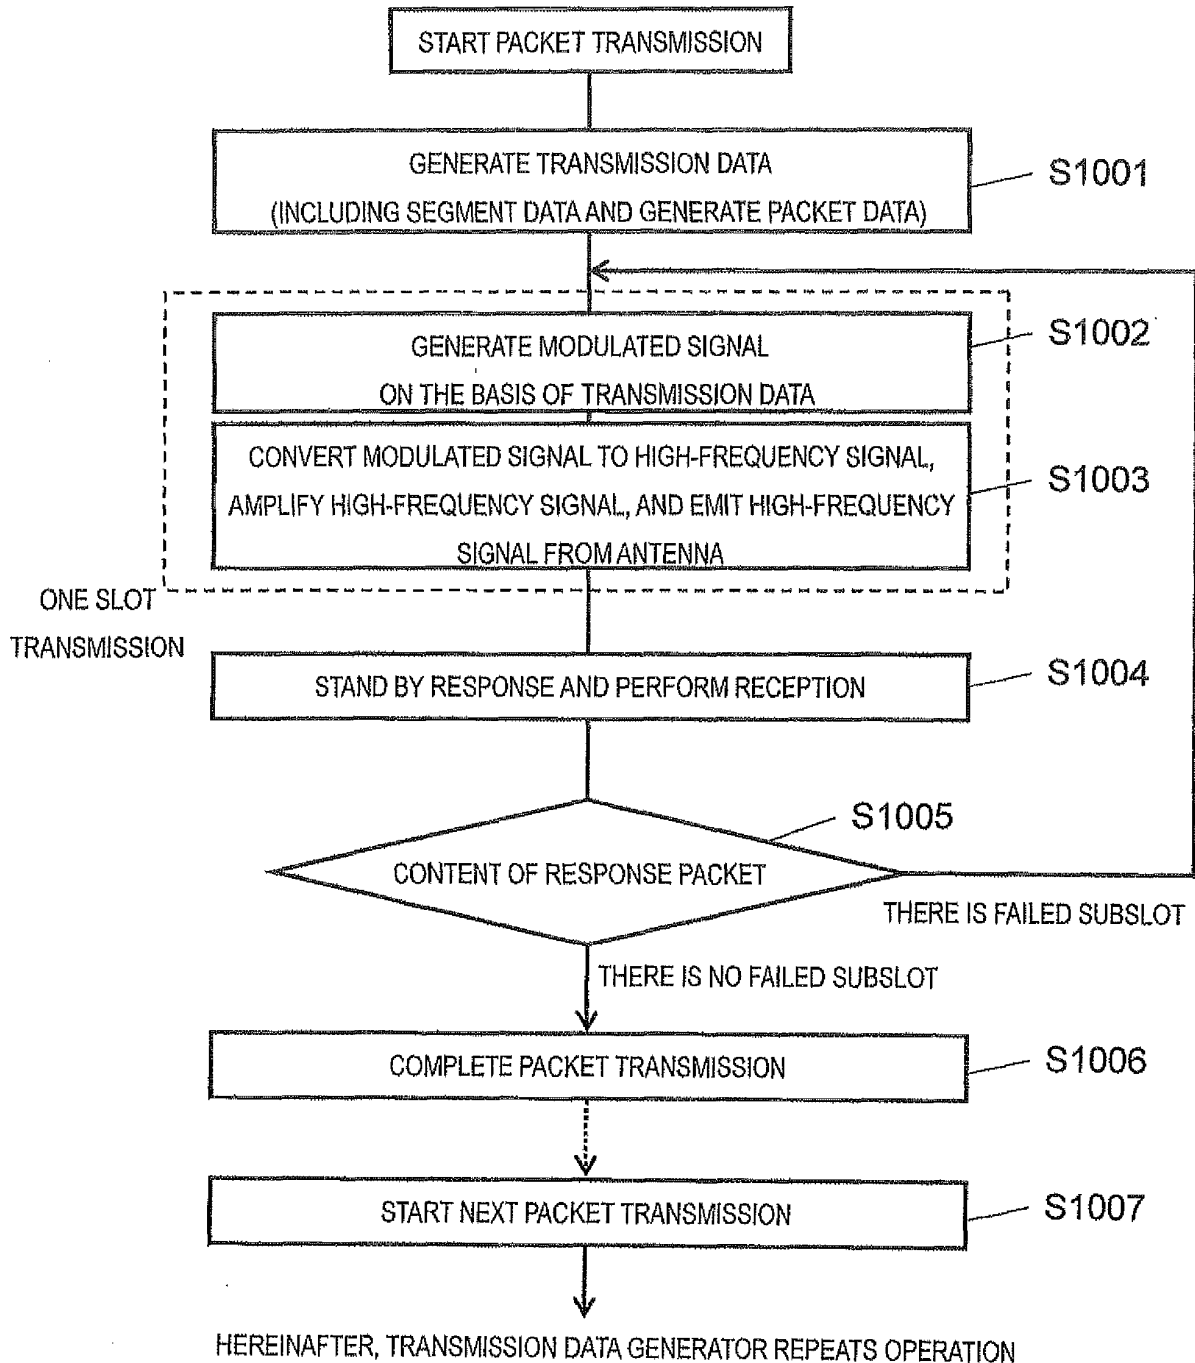 START PACKET TRANSMISSION
GENERATE TRANSMISSION DATA
(INCLUDING SEGMENT DATA AND GENERATE PACKET DATA)
S1001
GENERATE MODULATED SIGNAL
ON THE BASIS OF TRANSMISSION DATA
S1002
CONVERT MODULATED SIGNAL TO HIGH-FREQUENCY SIGNAL,
AMPLIFY HIGH-FREQUENCY SIGNAL, AND EMIT HIGH-FREQUENCY
SIGNAL FROM ANTENNA
S1003
ONE SLOT
TRANSMISSION
STAND BY RESPONSE AND PERFORM RECEPTION
S1004
CONTENT OF RESPONSE PACKET
S1005
THERE IS FAILED SUBSLOT
THERE IS NO FAILED SUBSLOT
COMPLETE PACKET TRANSMISSION
S1006
START NEXT PACKET TRANSMISSION
S1007
HEREINAFTER, TRANSMISSION DATA GENERATOR REPEATS OPERATION